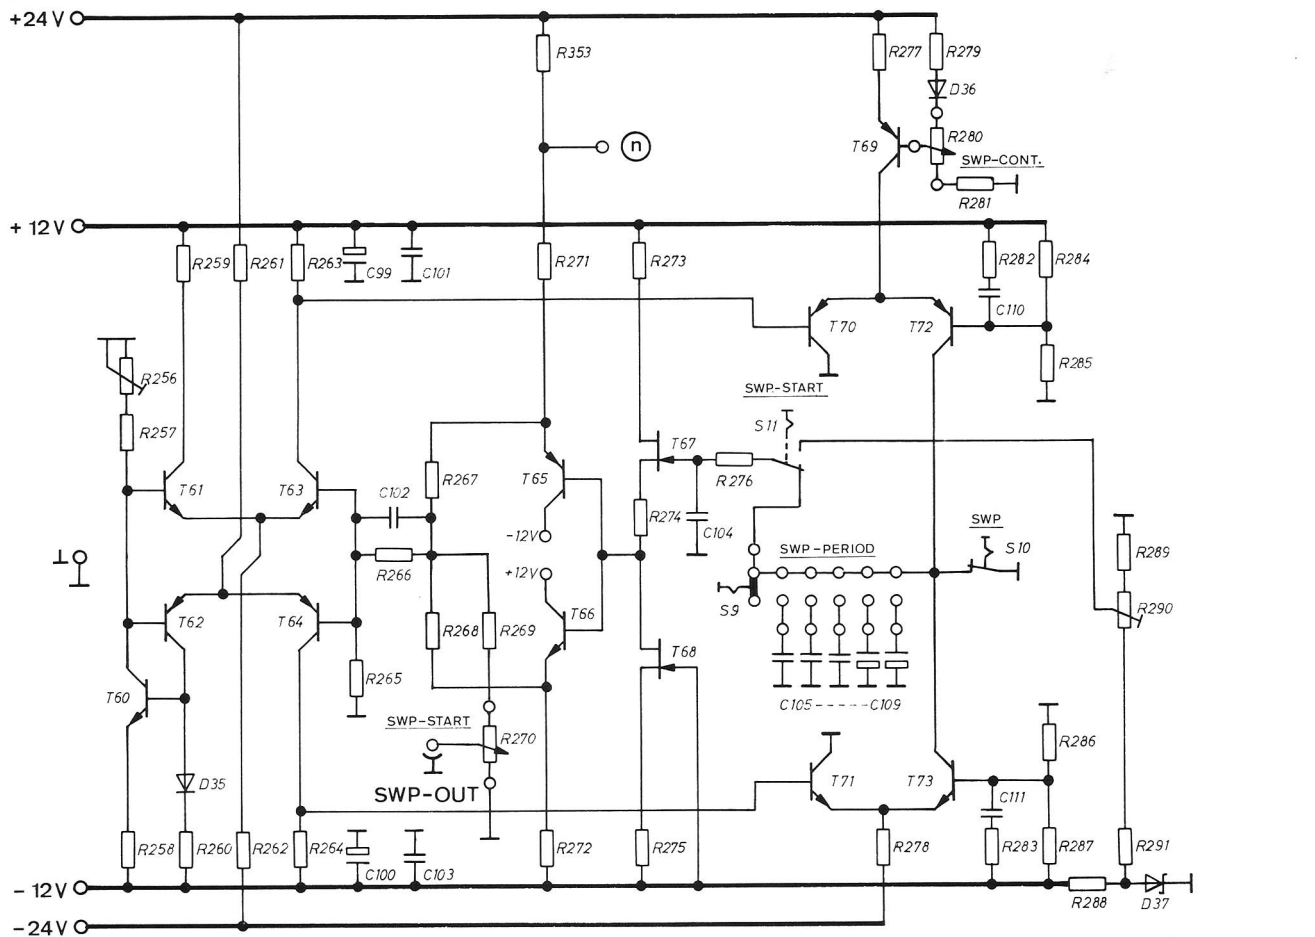 +24V
R353
R277
R279
D36
n
T69
R280
SWP-CONT.
R281
+12V
R259
R261
R263
C99
C101
R271
R273
R282
R284
C110
T70
T72
R285
R256
R257
SWP-START
S11
T67
R276
T61
T63
C102
R267
T65
-12V
R274
C104
SWP
S10
SWP-PERIOD
R289
⊥
R266
+12V
S9
R290
T62
T64
R268
R269
T66
T68
T60
R265
C105-----C109
SWP-START
R270
R286
D35
SWP-OUT
T71
T73
C111
R258
R260
R262
R264
C100
C103
R272
R275
R278
R283
R287
R291
-12V
R288
D37
-24V